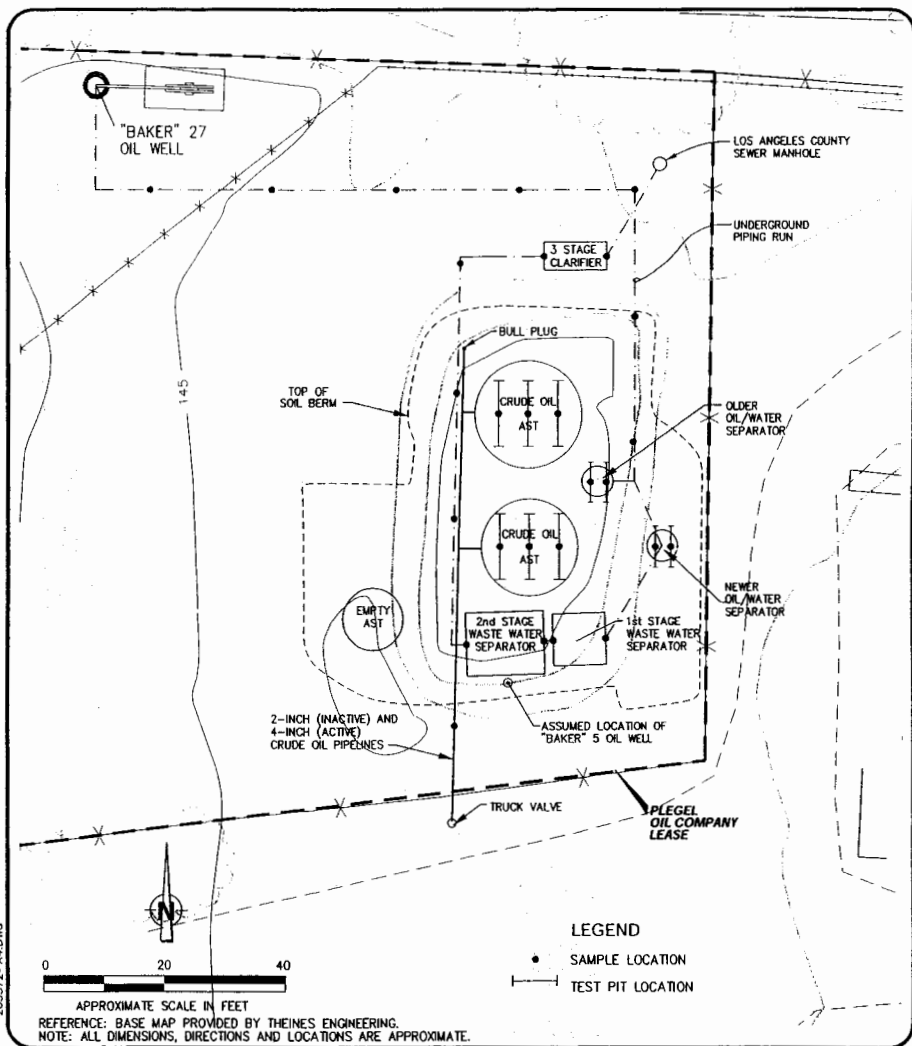 "BAKER" 27
OIL WELL
LOS ANGELES COUNTY
SEWER MANHOLE
UNDERGROUND
PIPING RUN
3 STAGE
CLARIFIER
BULL PLUG
145
TOP OF
SOIL BERM
CRUDE OIL
AST
OLDER
OIL/WATER
SEPARATOR
CRUDE OIL
AST
NEWER
OIL/WATER
SEPARATOR
EMPTY
AST
2nd STAGE
WASTE WATER
SEPARATOR
1st STAGE
WASTE WATER
SEPARATOR
2-INCH (INACTIVE) AND
4-INCH (ACTIVE)
CRUDE OIL PIPELINES
ASSUMED LOCATION OF
"BAKER" 5 OIL WELL
TRUCK VALVE
PLEGEL
OIL COMPANY
LEASE
N
LEGEND
SAMPLE LOCATION
TEST PIT LOCATION
0 20 40
APPROXIMATE SCALE IN FEET
REFERENCE: BASE MAP PROVIDED BY THEINES ENGINEERING.
NOTE: ALL DIMENSIONS, DIRECTIONS AND LOCATIONS ARE APPROXIMATE.